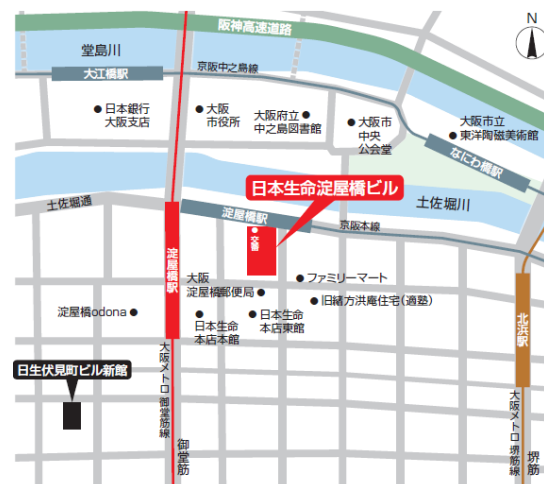 阪神高速道路
N
堂島川
大江橋駅
京阪中之島線
日本銀行
大阪支店
大阪
市役所
大阪府立
中之島図書館
大阪市
中央
公会堂
大阪市立
東洋陶磁美術館
なにわ橋駅
日本生命淀屋橋ビル
土佐堀通
淀屋橋駅
土佐堀川
京阪本線
交番
淀屋橋駅
大阪
淀屋橋郵便局
ファミリーマート
旧緒方洪庵住宅(適塾)
淀屋橋odona
日本生命
本店本館
日本生命
本店東館
北浜駅
日生伏見町ビル新館
大阪メトロ 御堂筋線
御堂筋
大阪メトロ 堺筋線
堺筋